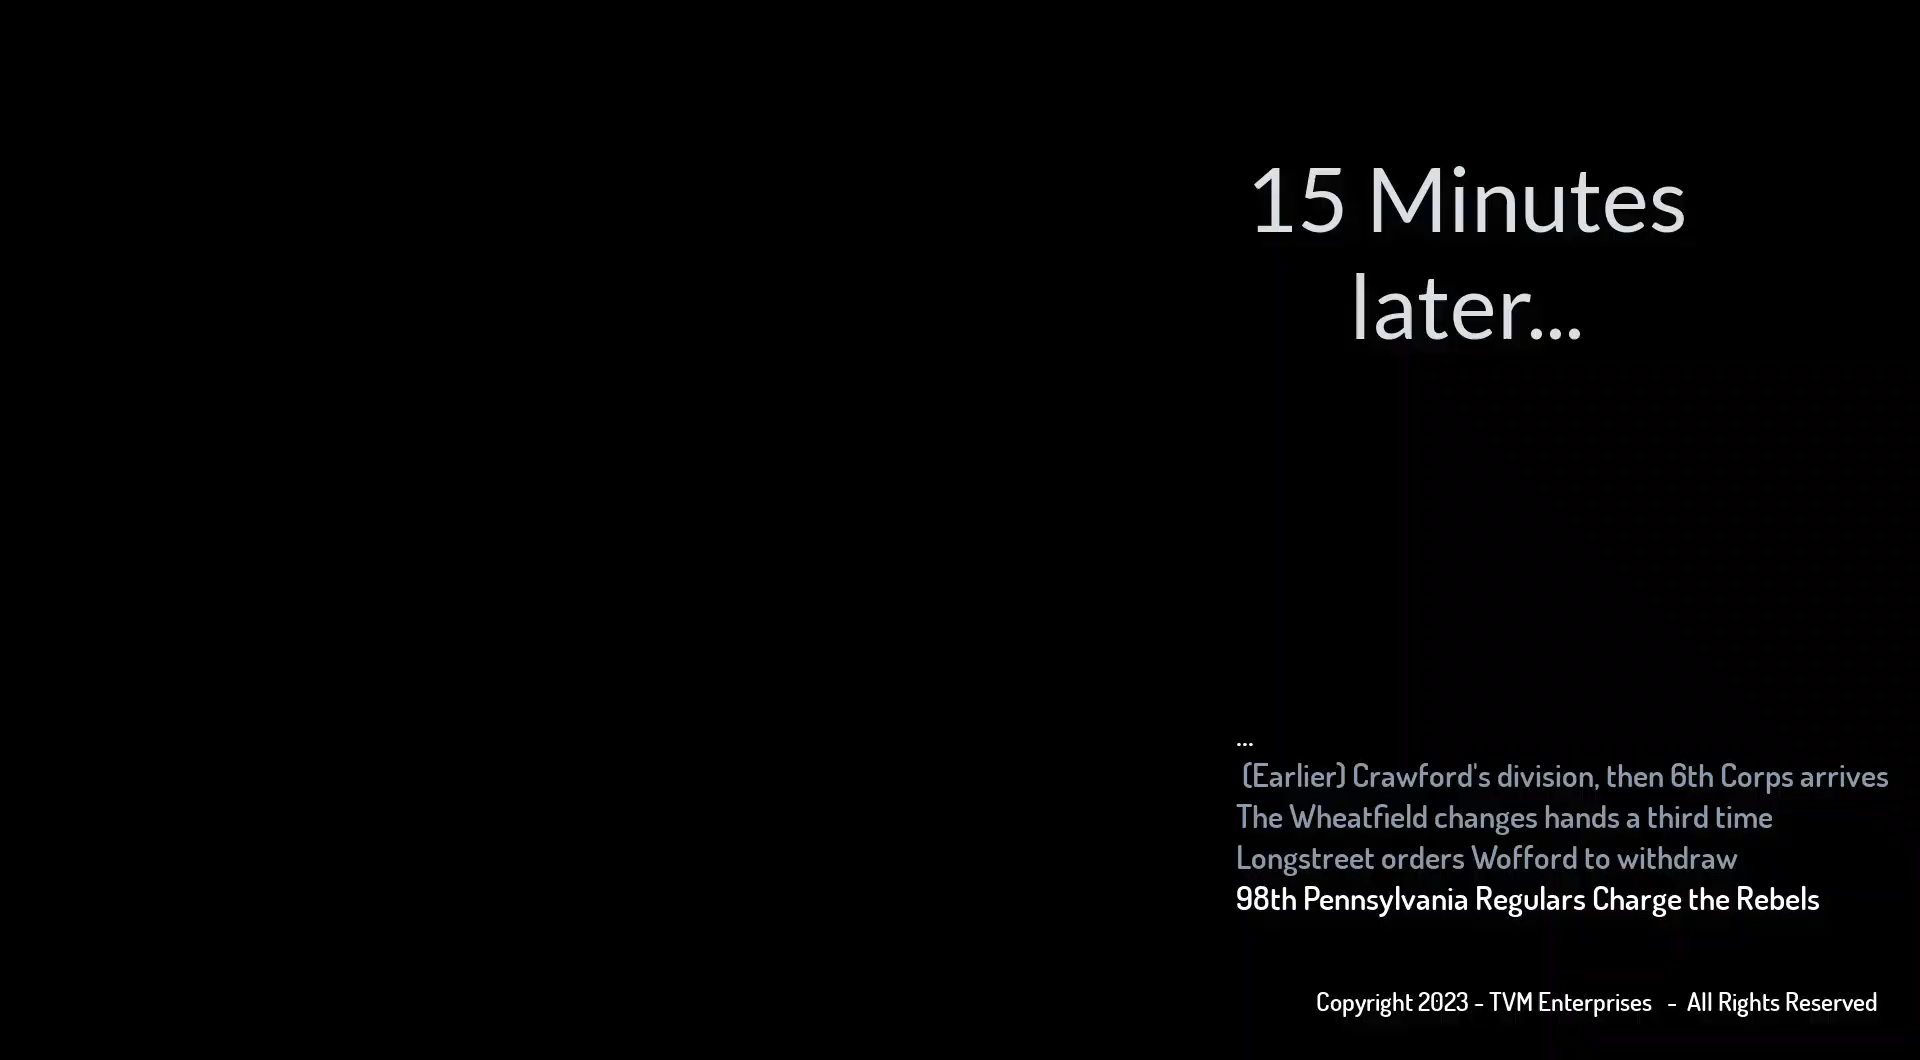 15 Minutes
later...
...
(Earlier) Crawford's division, then 6th Corps arrives
The Wheatfield changes hands a third time
Longstreet orders Wofford to withdraw
98th Pennsylvania Regulars Charge the Rebels
Copyright 2023 - TVM Enterprises - All Rights Reserved